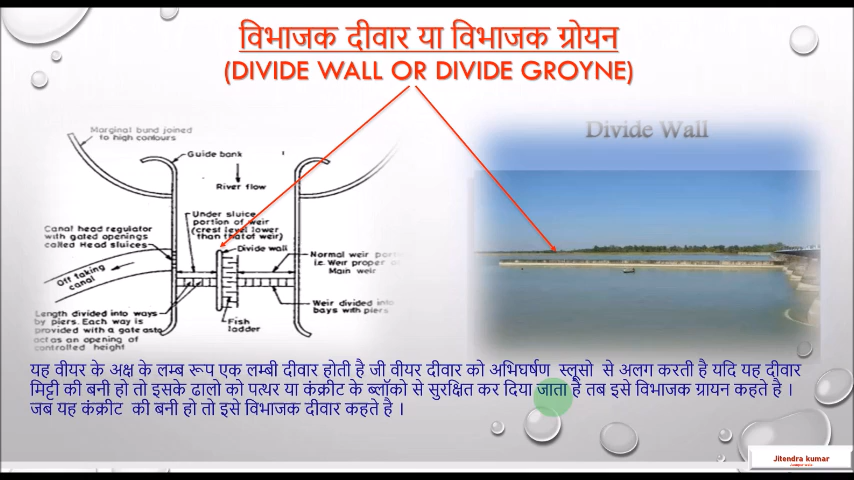 विभाजक दीवार या विभाजक ग्रोयन
(DIVIDE WALL OR DIVIDE GROYNE)
Marginal bund joined
to high contours
Guide bank
River flow
Under sluice
portion of weir
(crest level lower
than that of weir)
Canal head regulator
with gated openings
called Head sluices
Divide wall
Normal weir
i.e. Weir proper
Main weir
Off taking
canal
Length divided into ways
by piers. Each way is
provided with a gate
act as an opening of
controlled height
Weir divided into
bays with piers
Fish
ladder
Divide Wall
यह वीयर के अक्ष के लम्ब रूप एक लम्बी दीवार होती है जी वीयर दीवार को अभिघर्षण स्लूसो से अलग करती है यदि यह दीवार
मिट्टी की बनी हो तो इसके ढालो को पत्थर या कंक्रीट के ब्लॉको से सुरक्षित कर दिया जाता है तब इसे विभाजक ग्रायन कहते है ।
जब यह कंक्रीट की बनी हो तो इसे विभाजक दीवार कहते है ।
Jitendra kumar